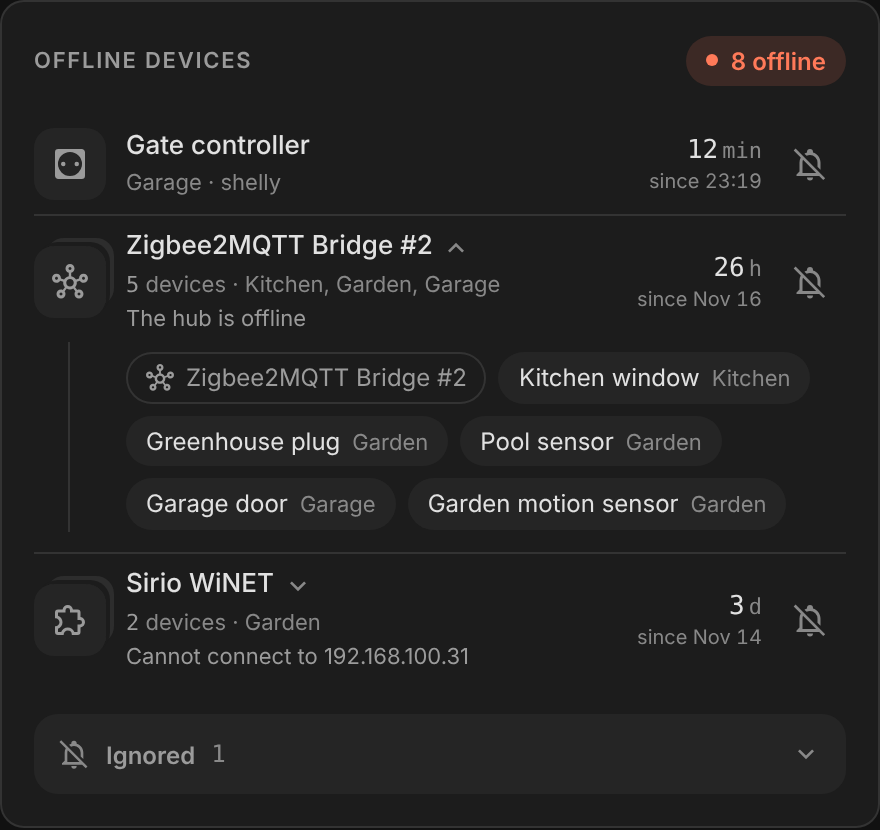 OFFLINE DEVICES
8 offline
Gate controller
12 min
Garage · shelly
since 23:19
Zigbee2MQTT Bridge #2
26 h
5 devices · Kitchen, Garden, Garage
since Nov 16
The hub is offline
Zigbee2MQTT Bridge #2
Kitchen window Kitchen
Greenhouse plug Garden
Pool sensor Garden
Garage door Garage
Garden motion sensor Garden
Sirio WiNET
3 d
2 devices · Garden
since Nov 14
Cannot connect to 192.168.100.31
Ignored 1